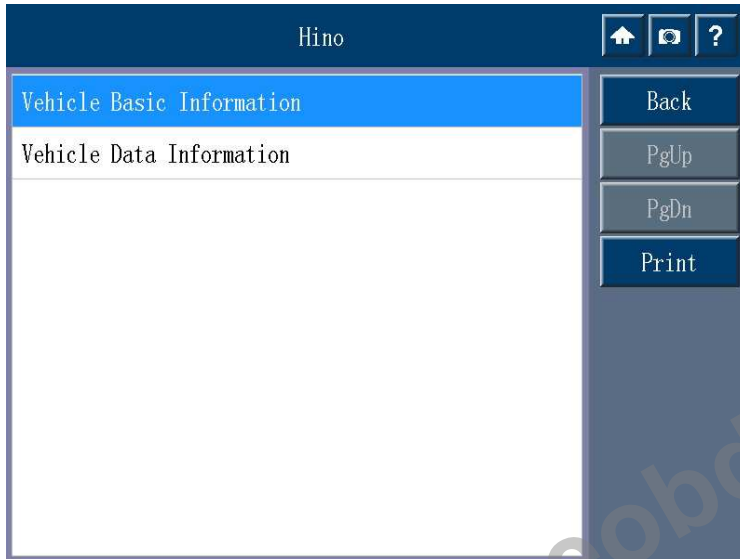 Hino
?
Vehicle Basic Information
Vehicle Data Information
Back
PgUp
PgDn
Print